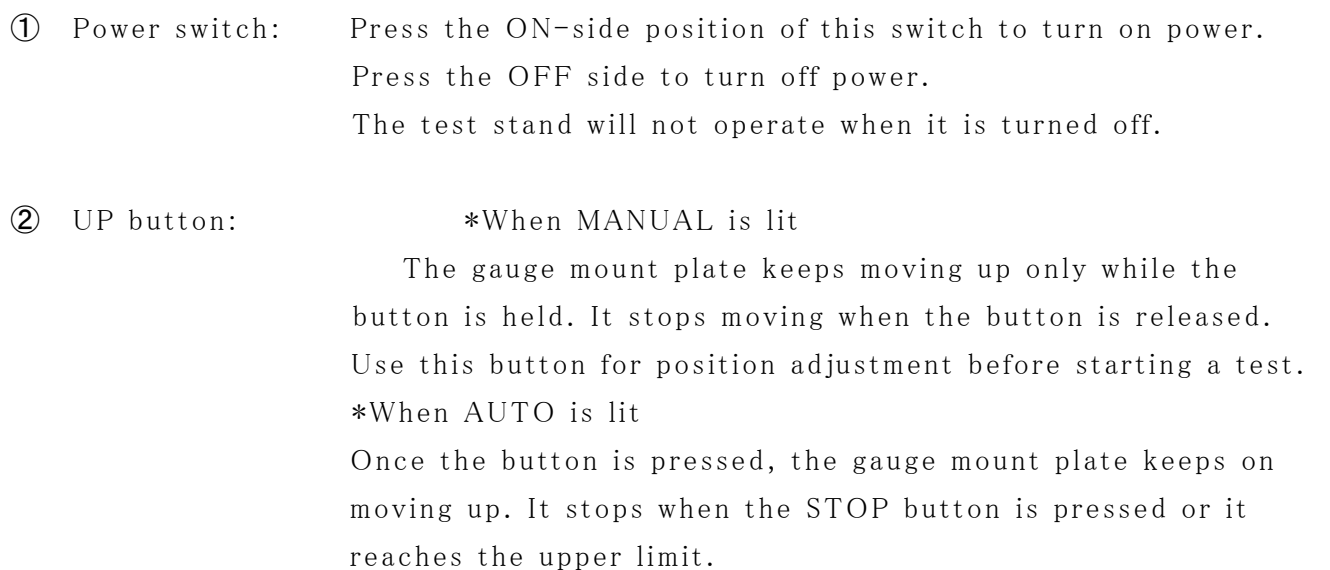 ① Power switch: Press the ON-side position of this switch to turn on power.
Press the OFF side to turn off power.
The test stand will not operate when it is turned off.
② UP button: *When MANUAL is lit
The gauge mount plate keeps moving up only while the
button is held. It stops moving when the button is released.
Use this button for position adjustment before starting a test.
*When AUTO is lit
Once the button is pressed, the gauge mount plate keeps on
moving up. It stops when the STOP button is pressed or it
reaches the upper limit.